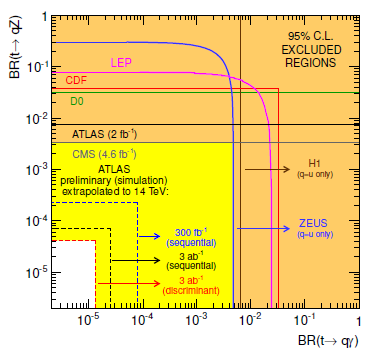 BR(t→ qZ)
1
10⁻¹
10⁻²
10⁻³
10⁻⁴
10⁻⁵
95% C.L.
EXCLUDED
REGIONS
LEP
CDF
D0
ATLAS (2 fb⁻¹)
CMS (4.6 fb⁻¹)
ATLAS
preliminary (simulation)
extrapolated to 14 TeV:
H1
(q=u only)
ZEUS
(q=u only)
300 fb⁻¹
(sequential)
3 ab⁻¹
(sequential)
3 ab⁻¹
(discriminant)
10⁻⁵ 10⁻⁴ 10⁻³ 10⁻² 10⁻¹ 1
BR(t→ qγ)